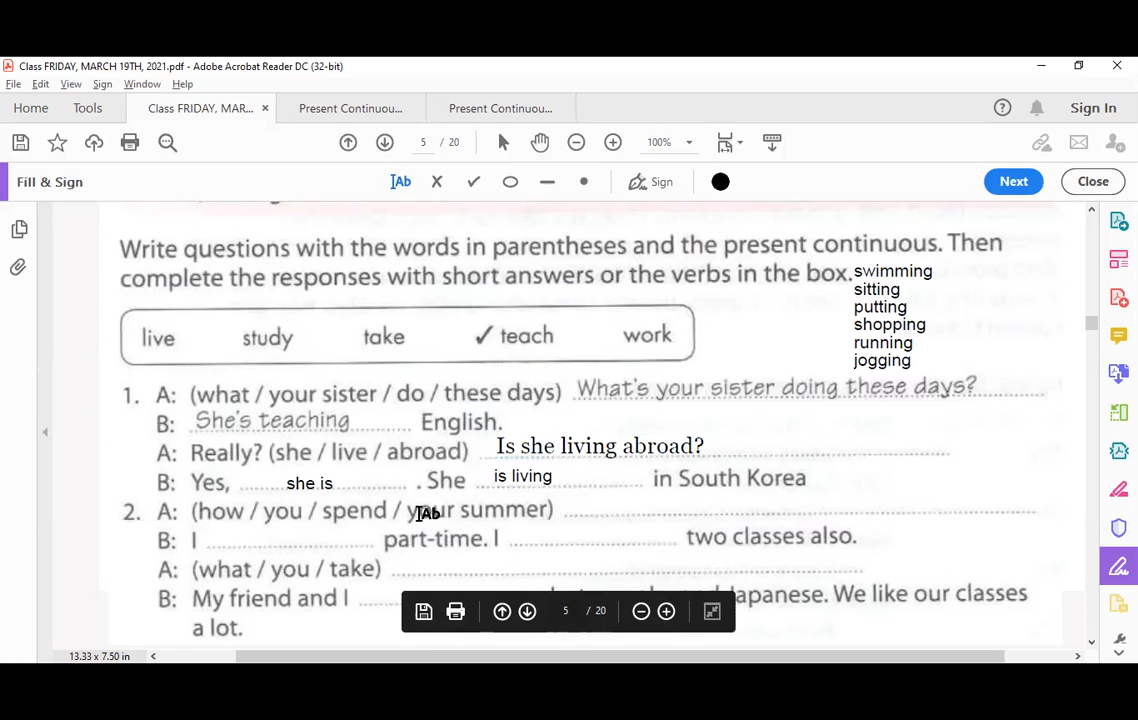 Class FRIDAY, MARCH 19TH, 2021.pdf - Adobe Acrobat Reader DC (32-bit)
File Edit View Sign Window Help
Home Tools Class FRIDAY, MAR... × Present Continuou... Present Continuou... Sign In
5 / 20 100%
Fill & Sign Ab Sign Next Close
Write questions with the words in parentheses and the present continuous. Then
complete the responses with short answers or the verbs in the box.
swimming
sitting
putting
shopping
running
jogging
live study take ✓ teach work
1. A: (what / your sister / do / these days) What's your sister doing these days?
B: She's teaching English.
A: Really? (she / live / abroad) Is she living abroad?
B: Yes, she is . She is living in South Korea
2. A: (how / you / spend / your summer)
B: I part-time. I two classes also.
A: (what / you / take)
B: My friend and I Japanese. We like our classes
a lot.
5 / 20
13.33 x 7.50 in